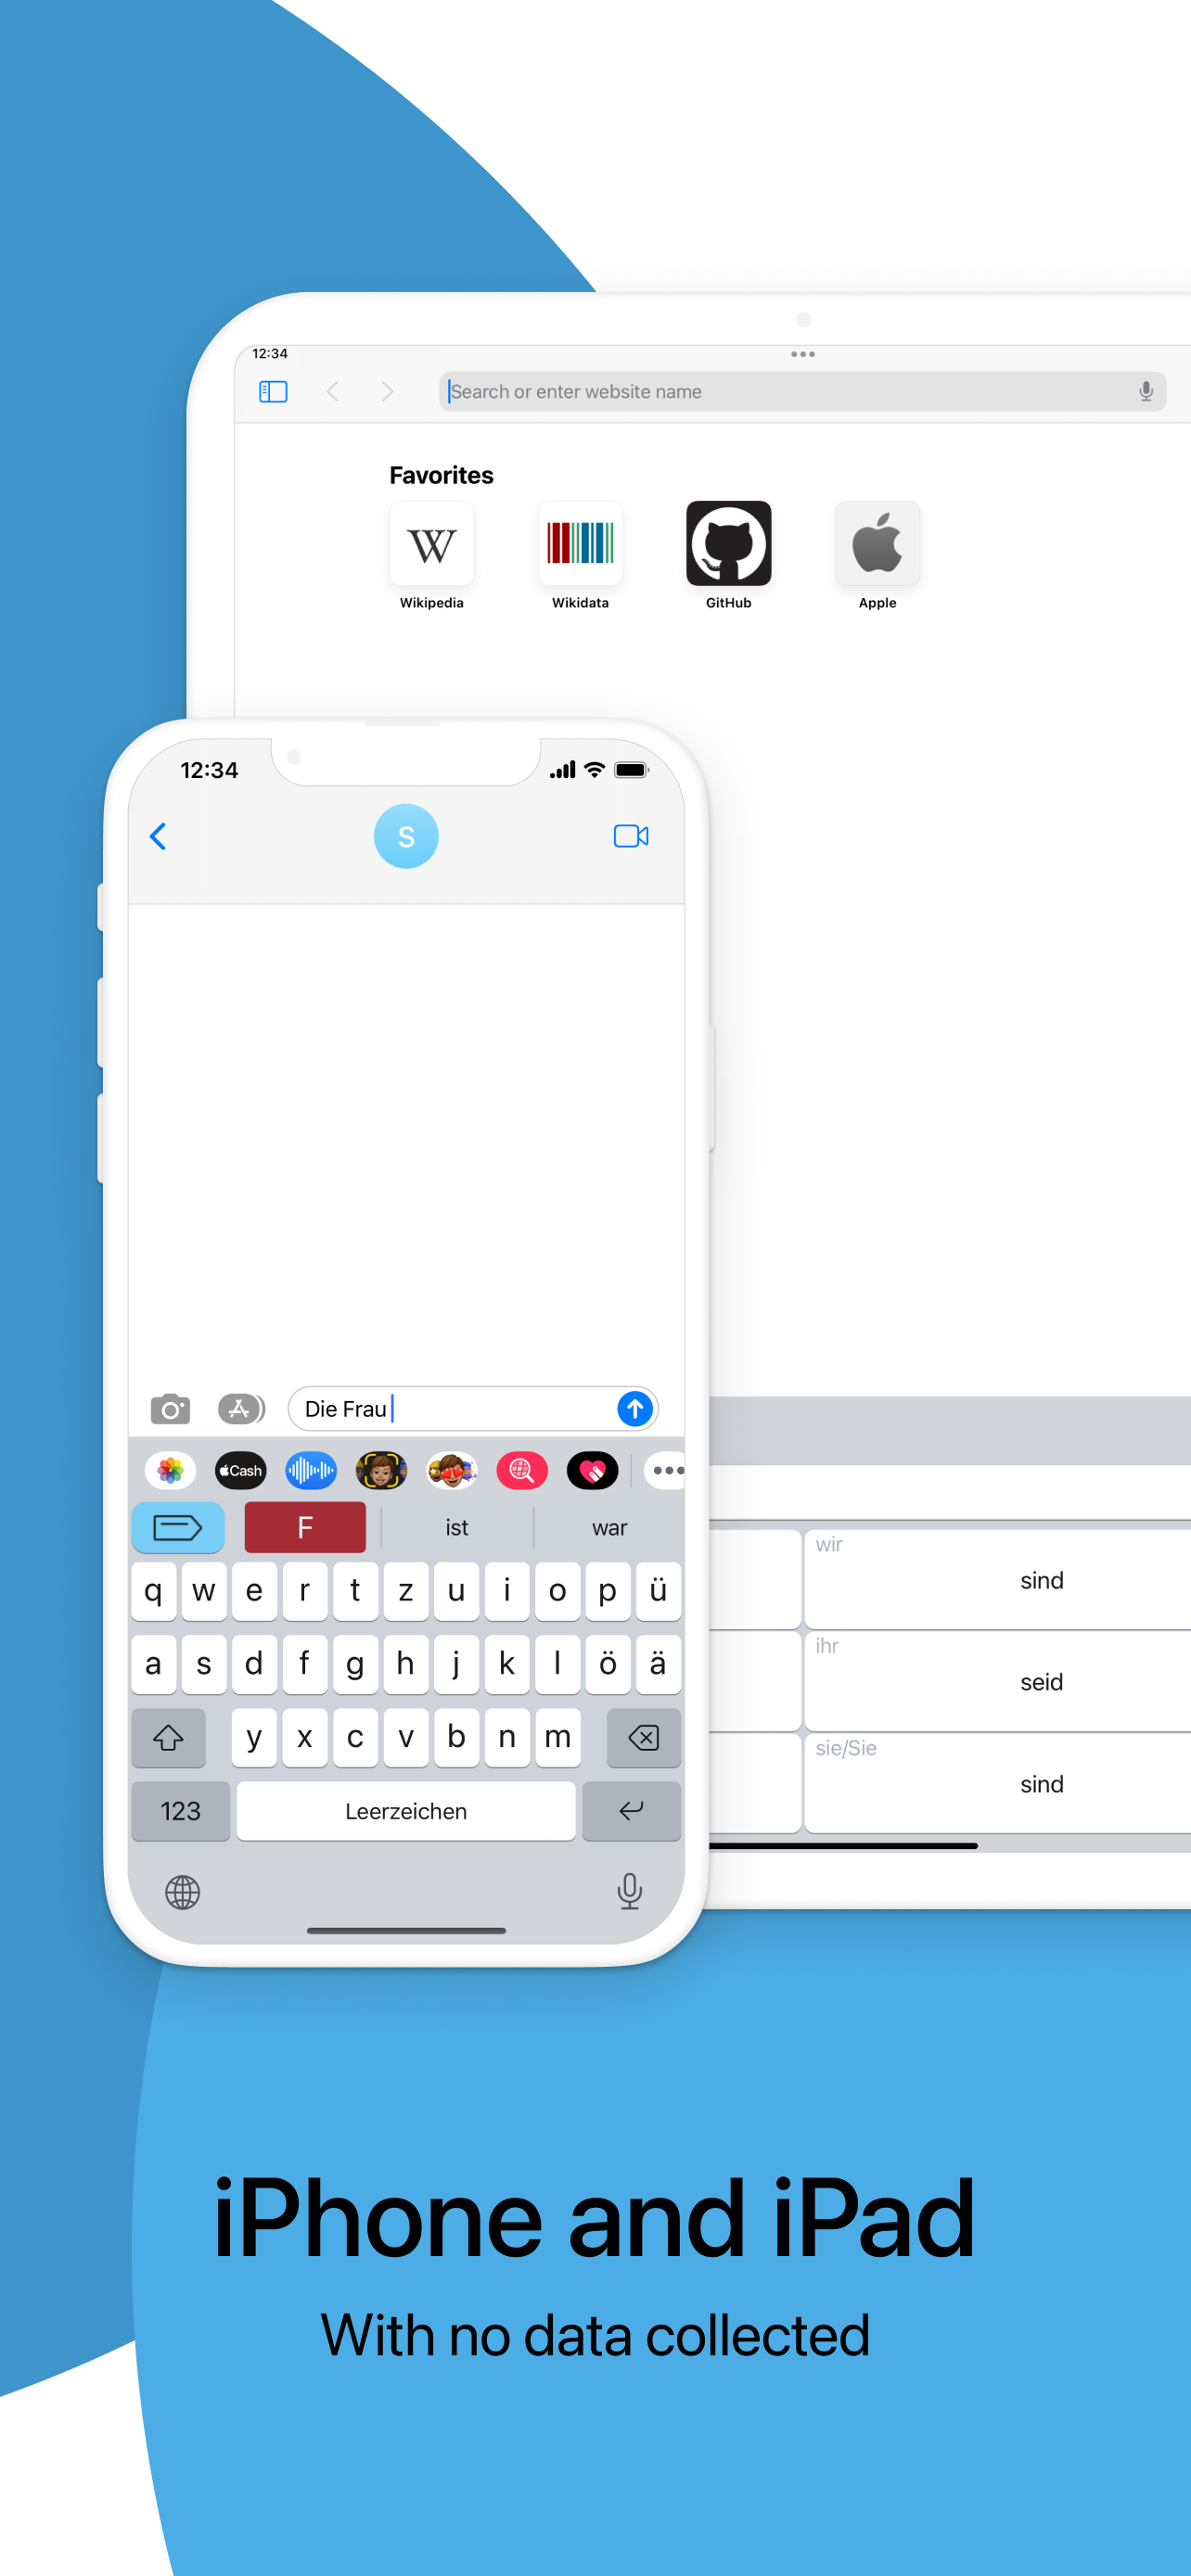 12:34
Search or enter website name
Favorites
W
Wikipedia
Wikidata
GitHub
Apple
12:34
S
Die Frau
Cash
F
ist
war
q w e r t z u i o p ü
a s d f g h j k l ö ä
y x c v b n m
123
Leerzeichen
wir
sind
ihr
seid
sie/Sie
sind
iPhone and iPad
With no data collected